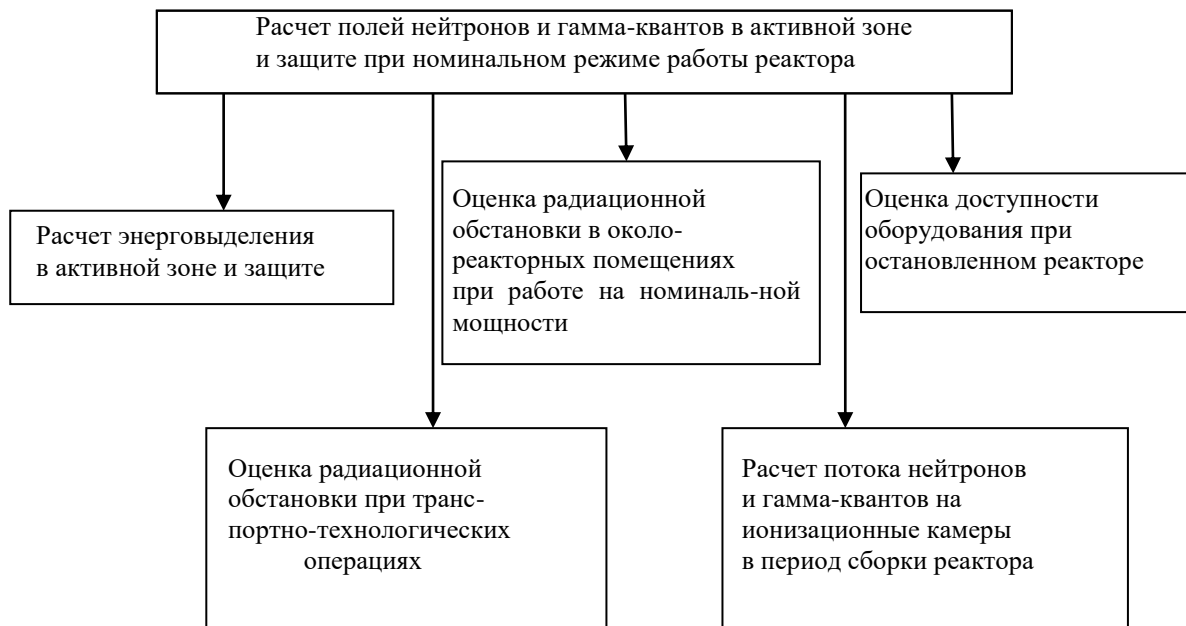 Расчет полей нейтронов и гамма-квантов в активной зоне
и защите при номинальном режиме работы реактора
Расчет энерговыделения
в активной зоне и защите
Оценка радиационной
обстановки в около-
реакторных помещениях
при работе на номиналь-ной
мощности
Оценка доступности
оборудования при
остановленном реакторе
Оценка радиационной
обстановки при транс-
портно-технологических
операциях
Расчет потока нейтронов
и гамма-квантов на
ионизационные камеры
в период сборки реактора